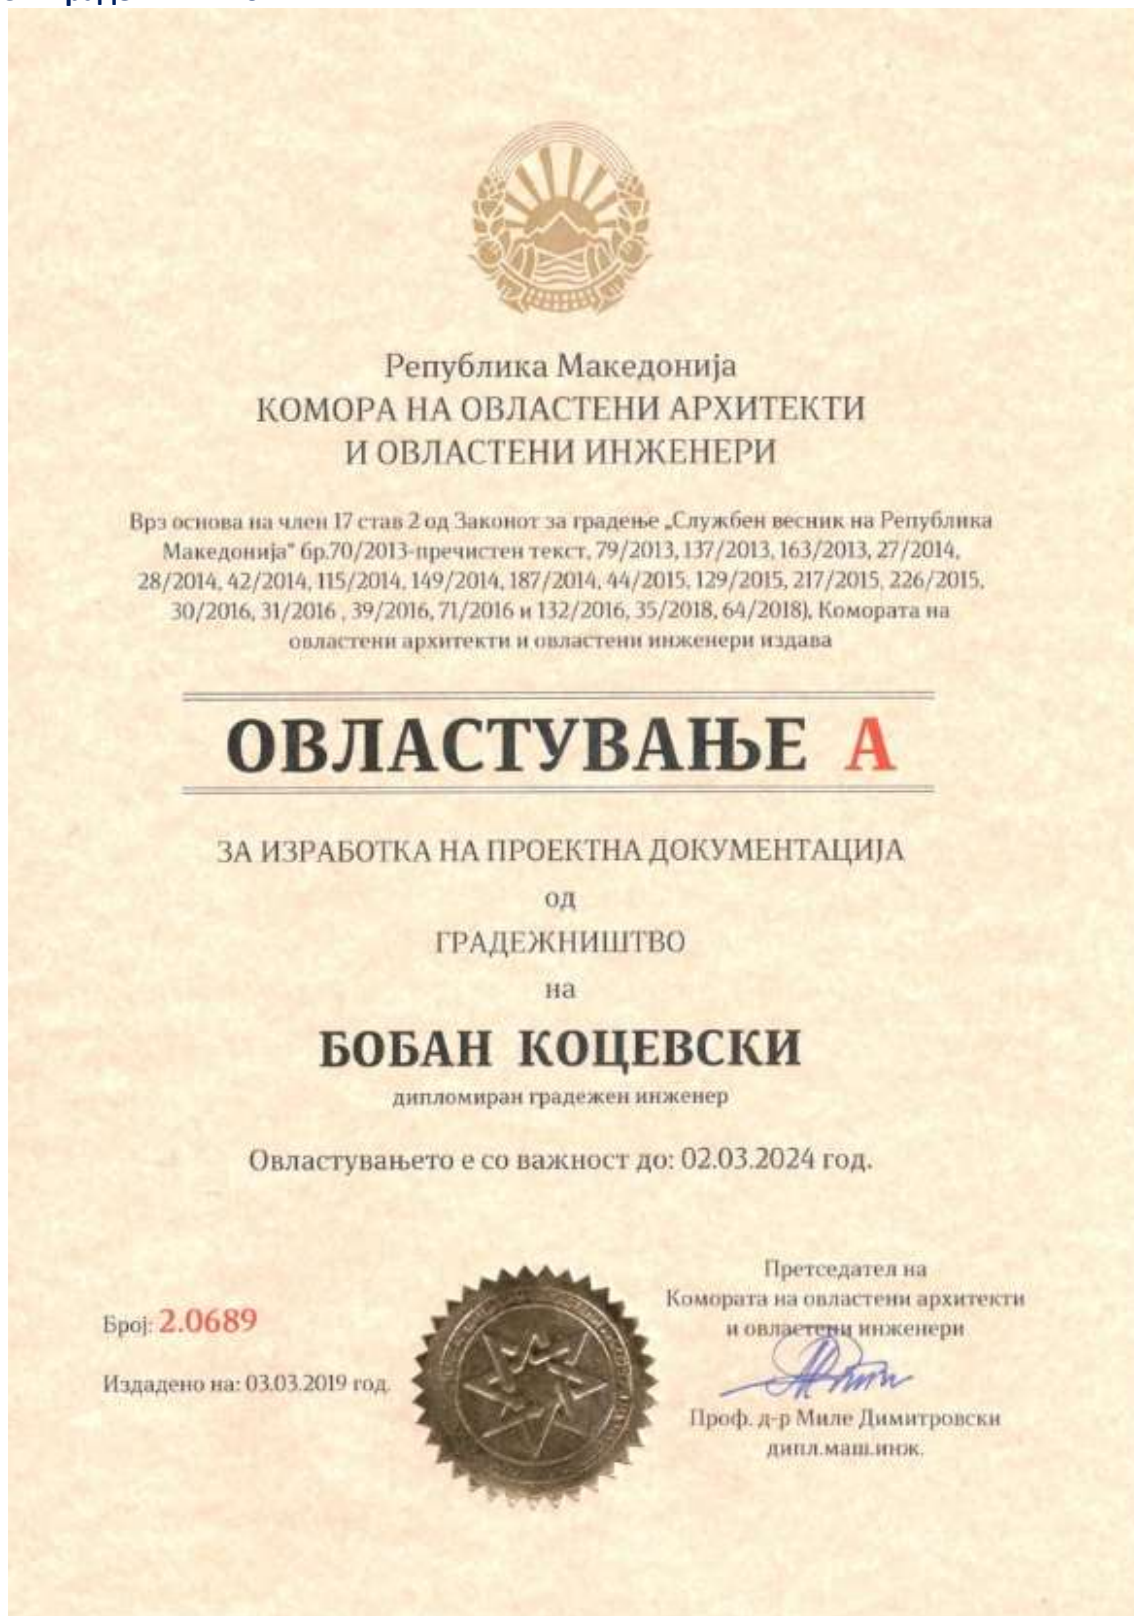 Република Македонија
КОМОРА НА ОВЛАСТЕНИ АРХИТЕКТИ
И ОВЛАСТЕНИ ИНЖЕНЕРИ
Врз основа на член 17 став 2 од Законот за градење „Службен весник на Република
Македонија" бр.70/2013-пречистен текст, 79/2013, 137/2013, 163/2013, 27/2014,
28/2014, 42/2014, 115/2014, 149/2014, 187/2014, 44/2015, 129/2015, 217/2015, 226/2015,
30/2016, 31/2016 , 39/2016, 71/2016 и 132/2016, 35/2018, 64/2018), Комората на
овластени архитекти и овластени инженери издава
ОВЛАСТУВАЊЕ А
ЗА ИЗРАБОТКА НА ПРОЕКТНА ДОКУМЕНТАЦИЈА
од
ГРАДЕЖНИШТВО
на
БОБАН КОЦЕВСКИ
дипломиран градежен инженер
Овластувањето е со важност до: 02.03.2024 год.
Број: 2.0689
Издадено на: 03.03.2019 год.
Претседател на
Комората на овластени архитекти
и овластени инженери
Проф. д-р Миле Димитровски
дипл.маш.инж.